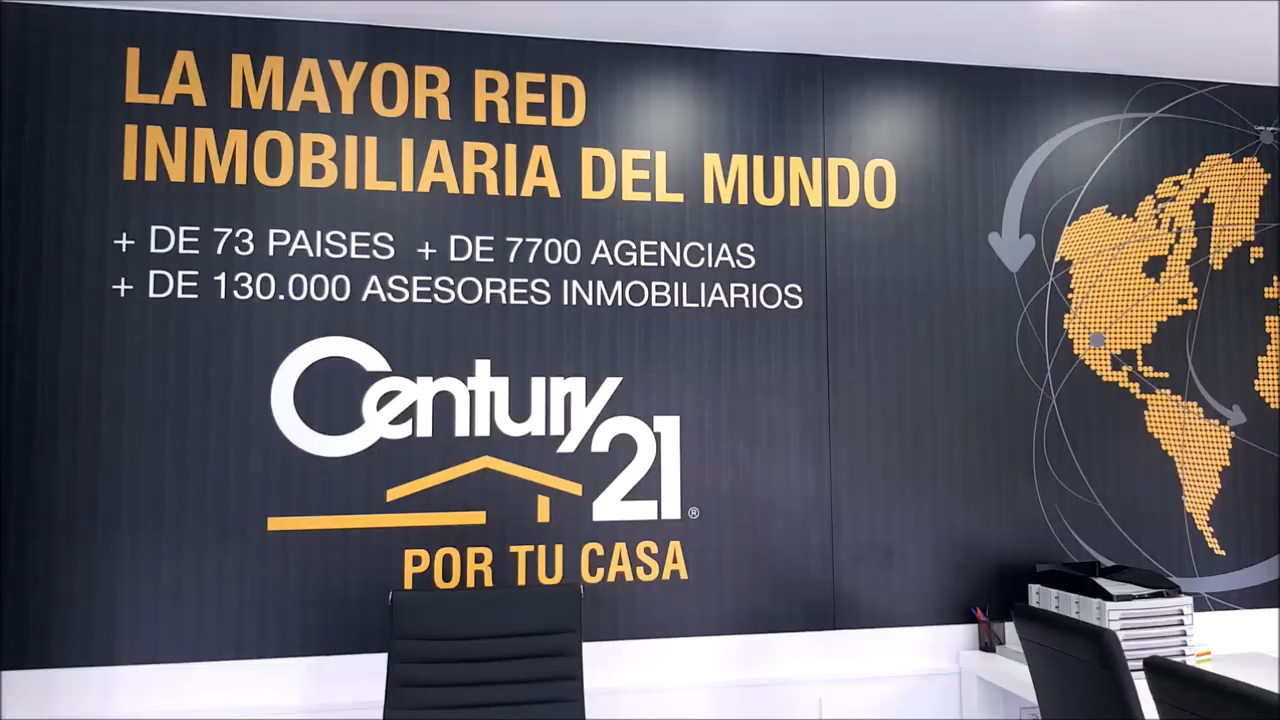 LA MAYOR RED
INMOBILIARIA DEL MUNDO
+ DE 73 PAISES + DE 7700 AGENCIAS
+ DE 130.000 ASESORES INMOBILIARIOS
Century
21®
POR TU CASA